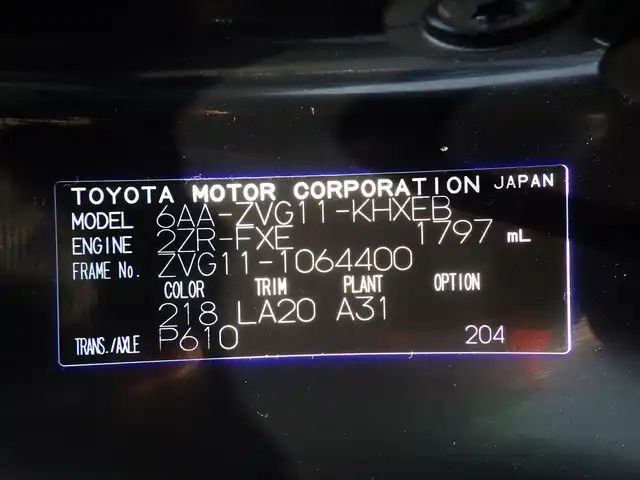 TOYOTA MOTOR CORPORATION JAPAN
MODEL 6AA-ZVG11-KHXEB
ENGINE 2ZR-FXE 1797 mL
FRAME No. ZVG11-1064400
COLOR TRIM PLANT OPTION
218 LA20 A31
TRANS./AXLE P610 204